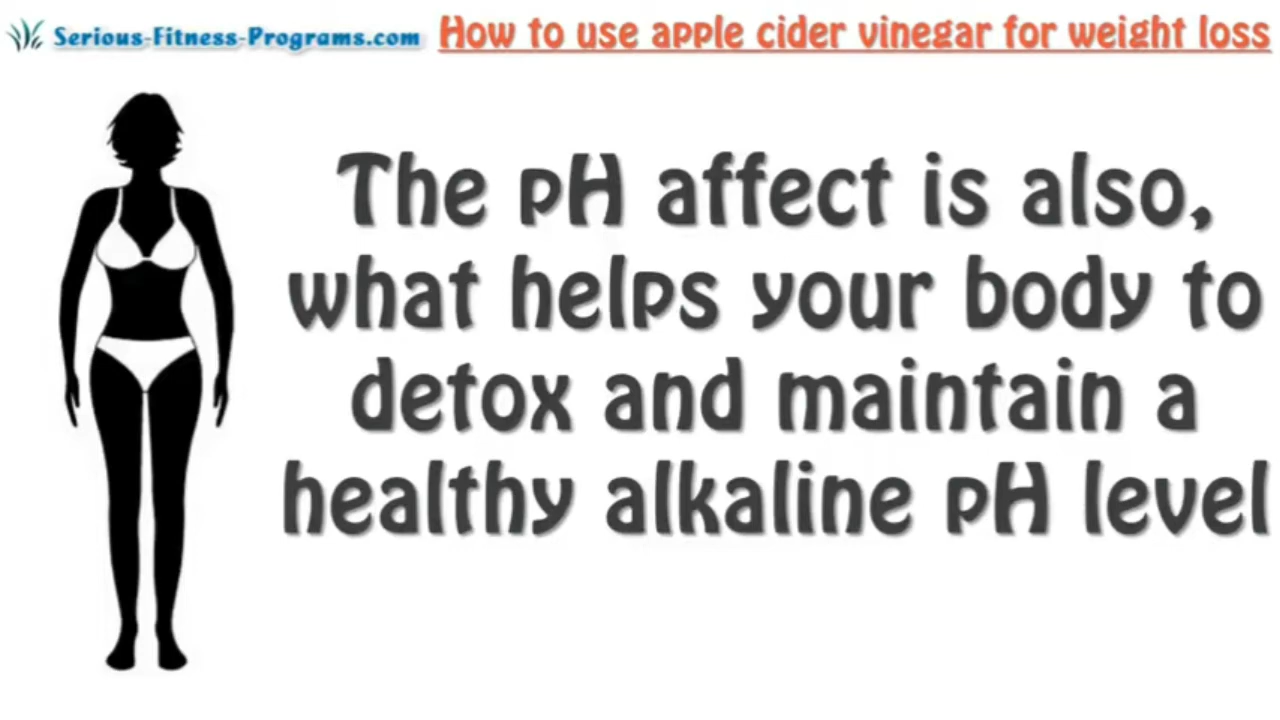 Serious-Fitness-Programs.com
How to use apple cider vinegar for weight loss
The pH affect is also,
what helps your body to
detox and maintain a
healthy alkaline pH level